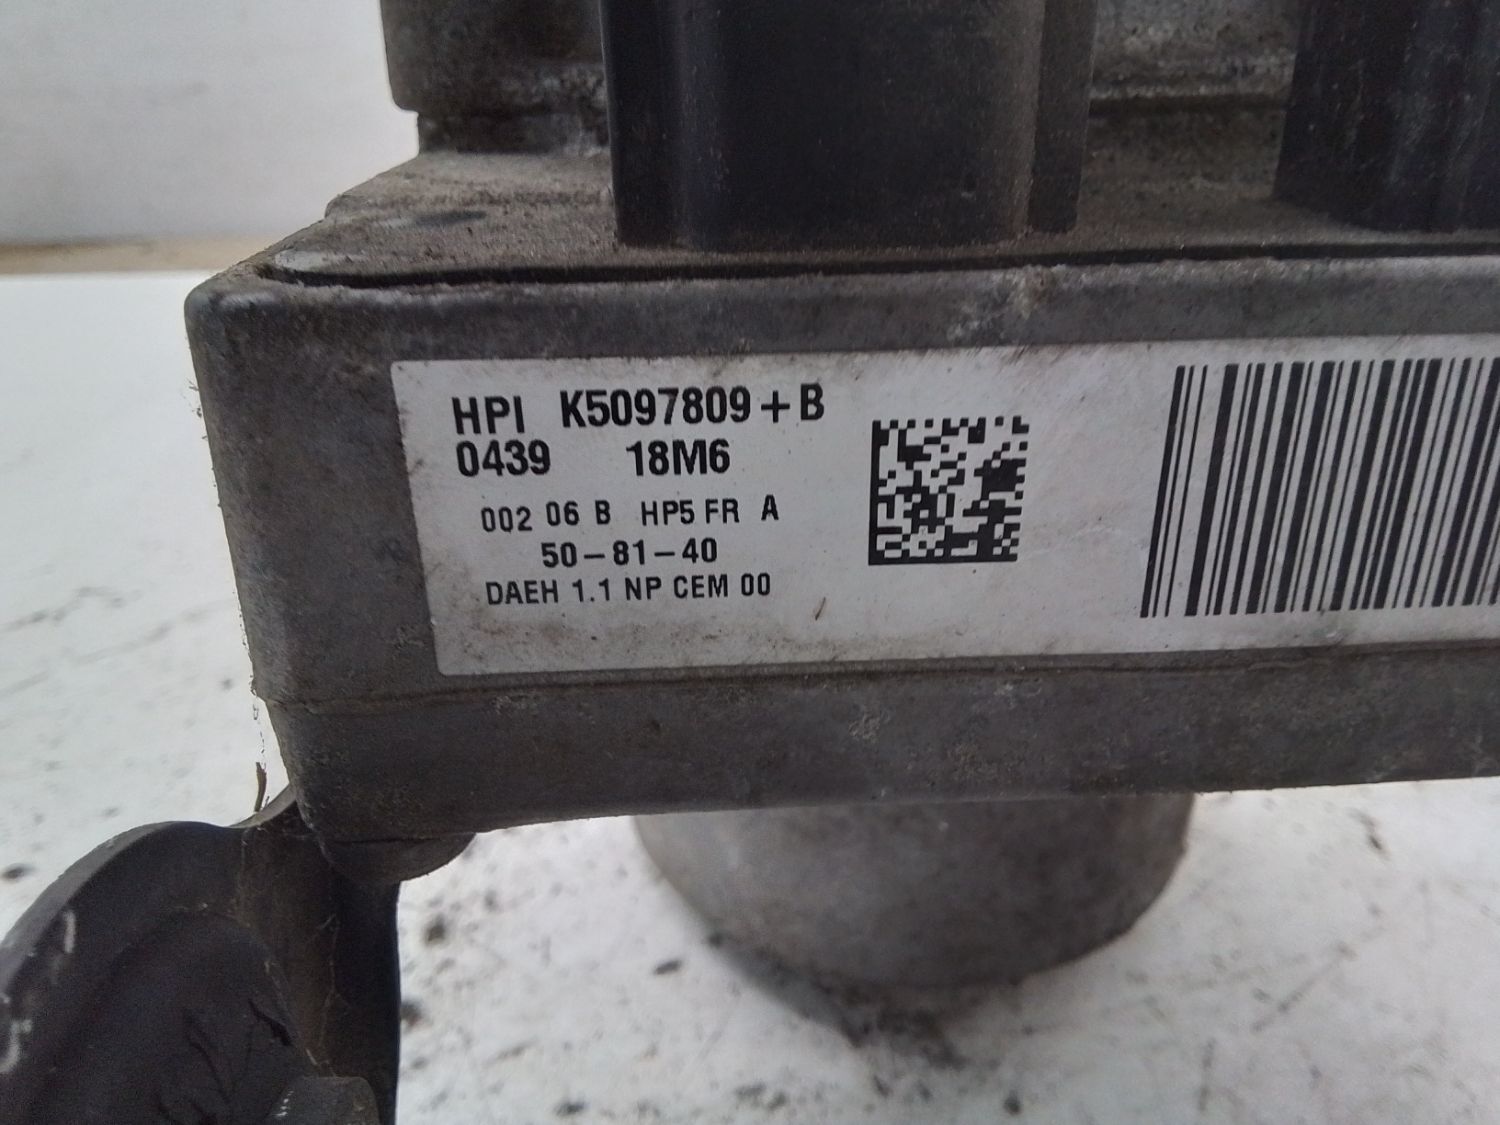 HPI K5097809+B
0439 18M6
002 06 B HP5 FR A
50-81-40
DAEH 1.1 NP CEM 00